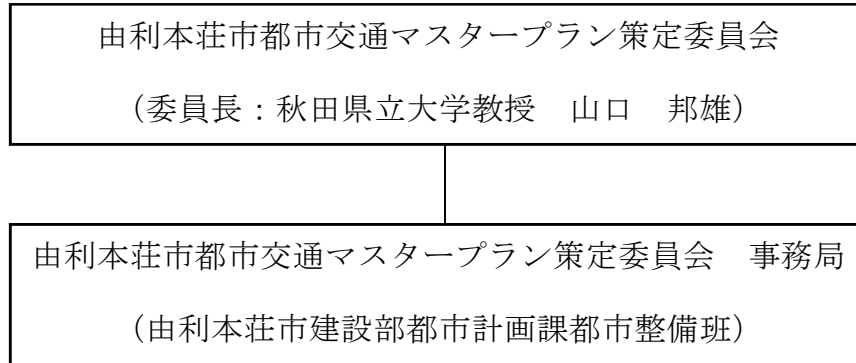 由利本荘市都市交通マスタープラン策定委員会
（委員長：秋田県立大学教授　山口　邦雄）
由利本荘市都市交通マスタープラン策定委員会　事務局
（由利本荘市建設部都市計画課都市整備班）